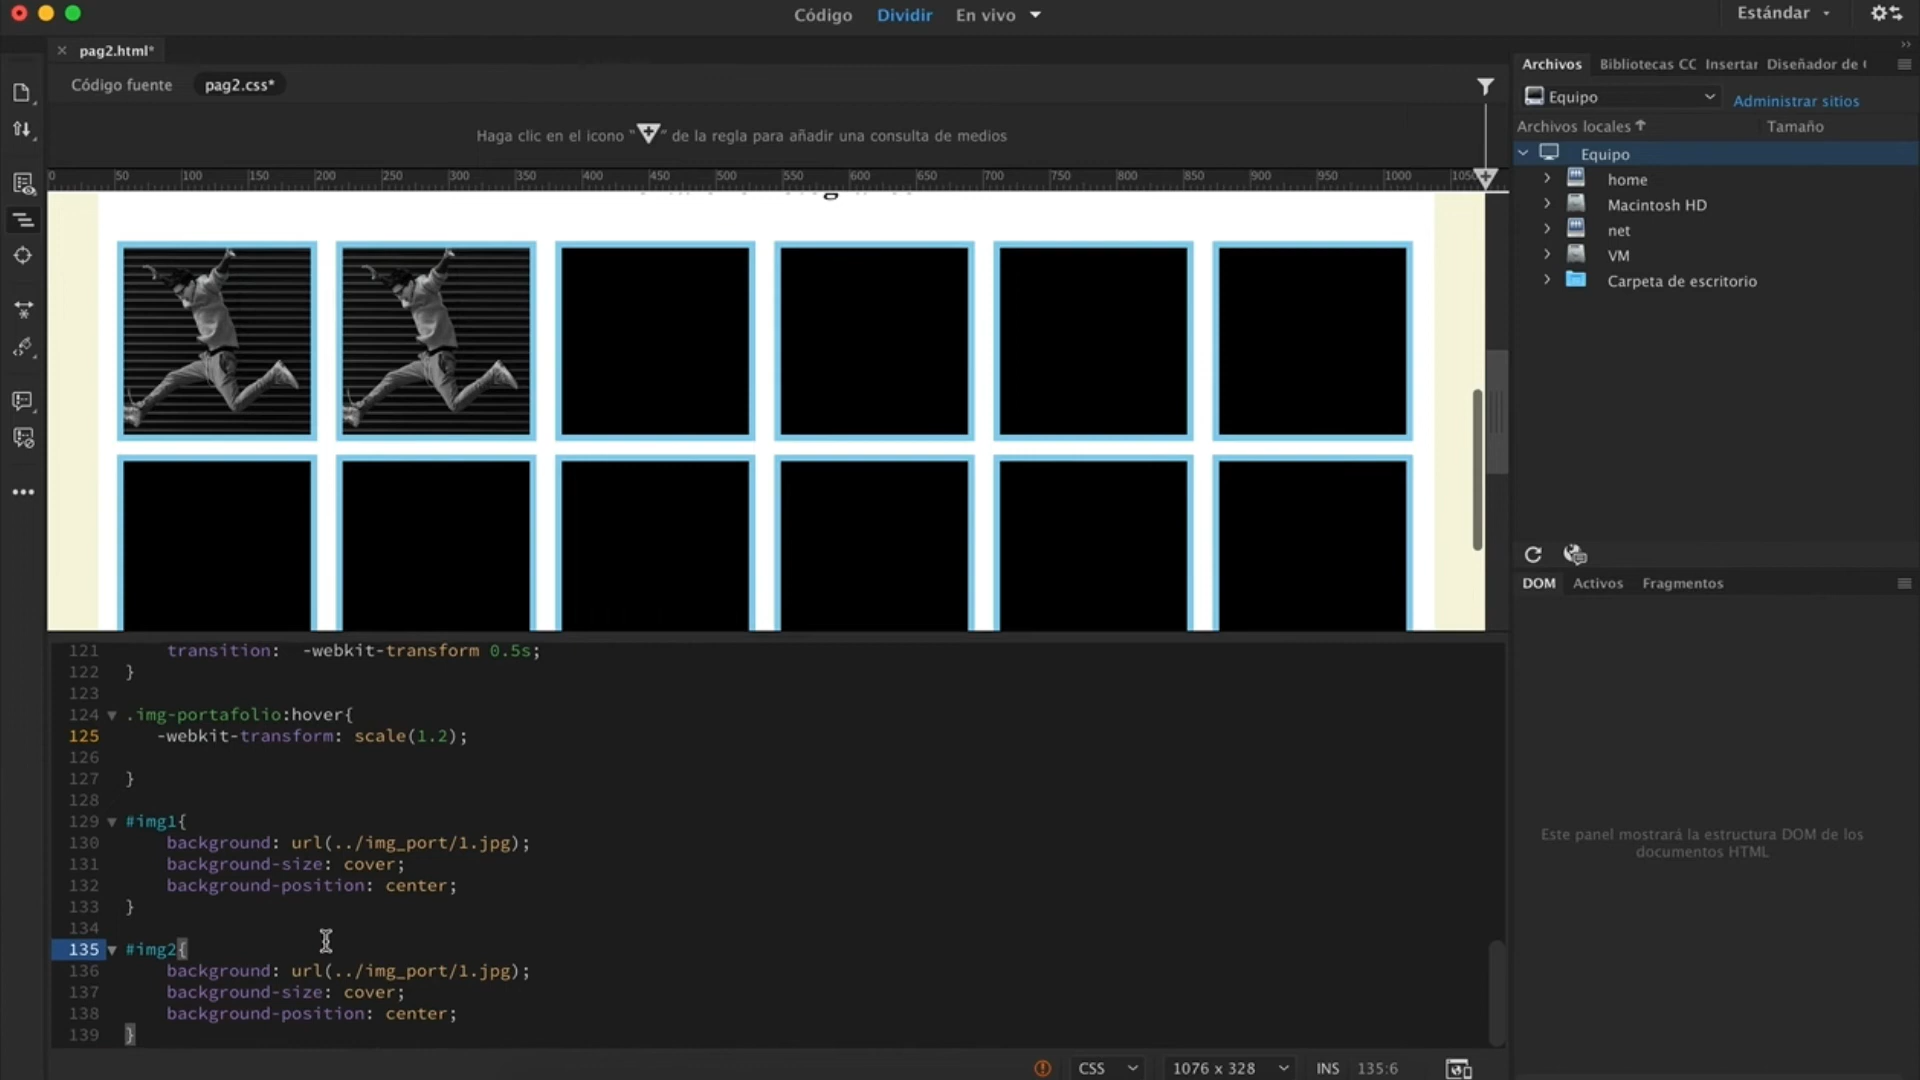 Código Dividir En vivo
Estándar
pag2.html*
Código fuente pag2.css*
Haga clic en el icono " " de la regla para añadir una consulta de medios
0 50 100 150 200 250 300 350 400 450 500 550 600 650 700 750 800 850 900 950 1000 1050
121 transition: -webkit-transform 0.5s;
122 }
123
124 .img-portafolio:hover{
125 -webkit-transform: scale(1.2);
126
127 }
128
129 #img1{
130 background: url(../img_port/1.jpg);
131 background-size: cover;
132 background-position: center;
133 }
134
135 #img2{
136 background: url(../img_port/1.jpg);
137 background-size: cover;
138 background-position: center;
139 }
CSS 1076 x 328 INS 135:6
Archivos Bibliotecas CC Insertar Diseñador de
Equipo Administrar sitios
Archivos locales Tamaño
Equipo
home
Macintosh HD
net
VM
Carpeta de escritorio
DOM Activos Fragmentos
Este panel mostrará la estructura DOM de los
documentos HTML